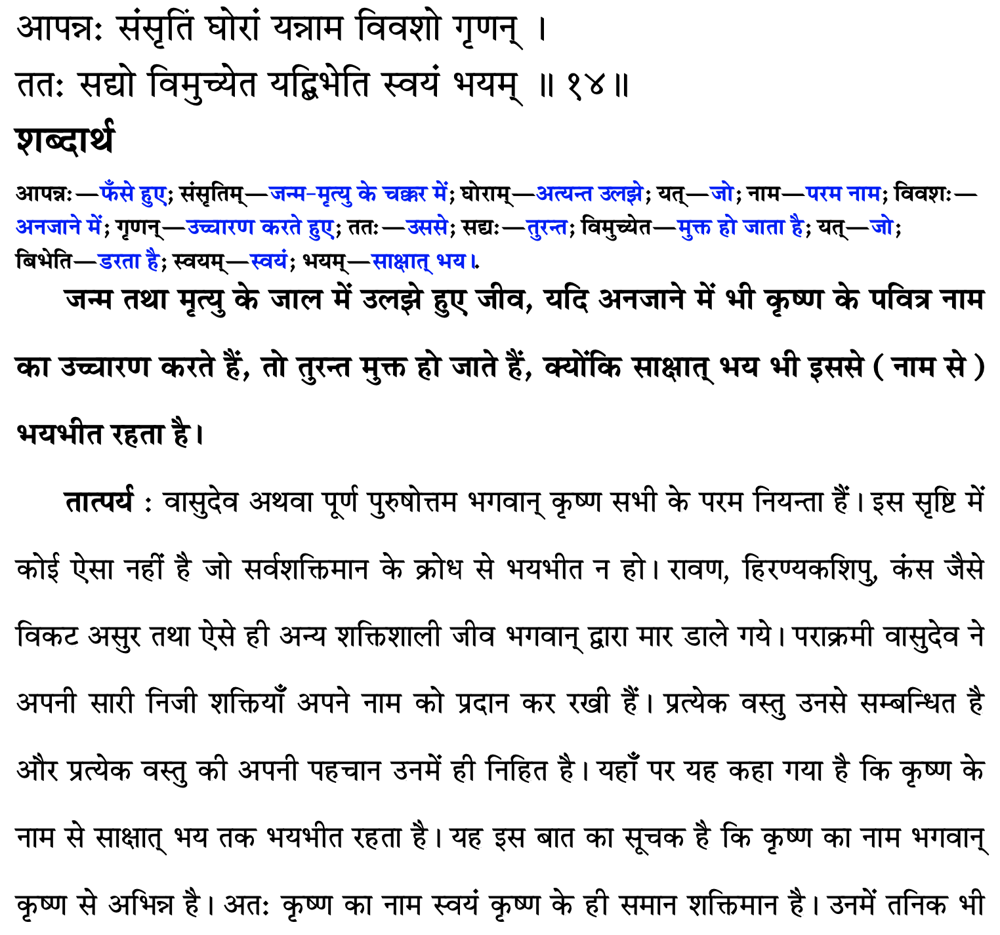 आपन्नः संसृतिं घोरां यन्नाम विवशो गृणन् ।
ततः सद्यो विमुच्येत यद्बिभेति स्वयं भयम् ॥ १४॥
शब्दार्थ
आपन्नः—फँसे हुए; संसृतिम्—जन्म-मृत्यु के चक्कर में; घोराम्—अत्यन्त उलझे; यत्—जो; नाम—परम नाम; विवशः—
अनजाने में; गृणन्—उच्चारण करते हुए; ततः—उससे; सद्यः—तुरन्त; विमुच्येत—मुक्त हो जाता है; यत्—जो;
बिभेति—डरता है; स्वयम्—स्वयं; भयम्—साक्षात् भय।.
जन्म तथा मृत्यु के जाल में उलझे हुए जीव, यदि अनजाने में भी कृष्ण के पवित्र नाम
का उच्चारण करते हैं, तो तुरन्त मुक्त हो जाते हैं, क्योंकि साक्षात् भय भी इससे ( नाम से )
भयभीत रहता है।
तात्पर्य : वासुदेव अथवा पूर्ण पुरुषोत्तम भगवान् कृष्ण सभी के परम नियन्ता हैं। इस सृष्टि में
कोई ऐसा नहीं है जो सर्वशक्तिमान के क्रोध से भयभीत न हो। रावण, हिरण्यकशिपु, कंस जैसे
विकट असुर तथा ऐसे ही अन्य शक्तिशाली जीव भगवान् द्वारा मार डाले गये। पराक्रमी वासुदेव ने
अपनी सारी निजी शक्तियाँ अपने नाम को प्रदान कर रखी हैं। प्रत्येक वस्तु उनसे सम्बन्धित है
और प्रत्येक वस्तु की अपनी पहचान उनमें ही निहित है। यहाँ पर यह कहा गया है कि कृष्ण के
नाम से साक्षात् भय तक भयभीत रहता है। यह इस बात का सूचक है कि कृष्ण का नाम भगवान्
कृष्ण से अभिन्न है। अतः कृष्ण का नाम स्वयं कृष्ण के ही समान शक्तिमान है। उनमें तनिक भी